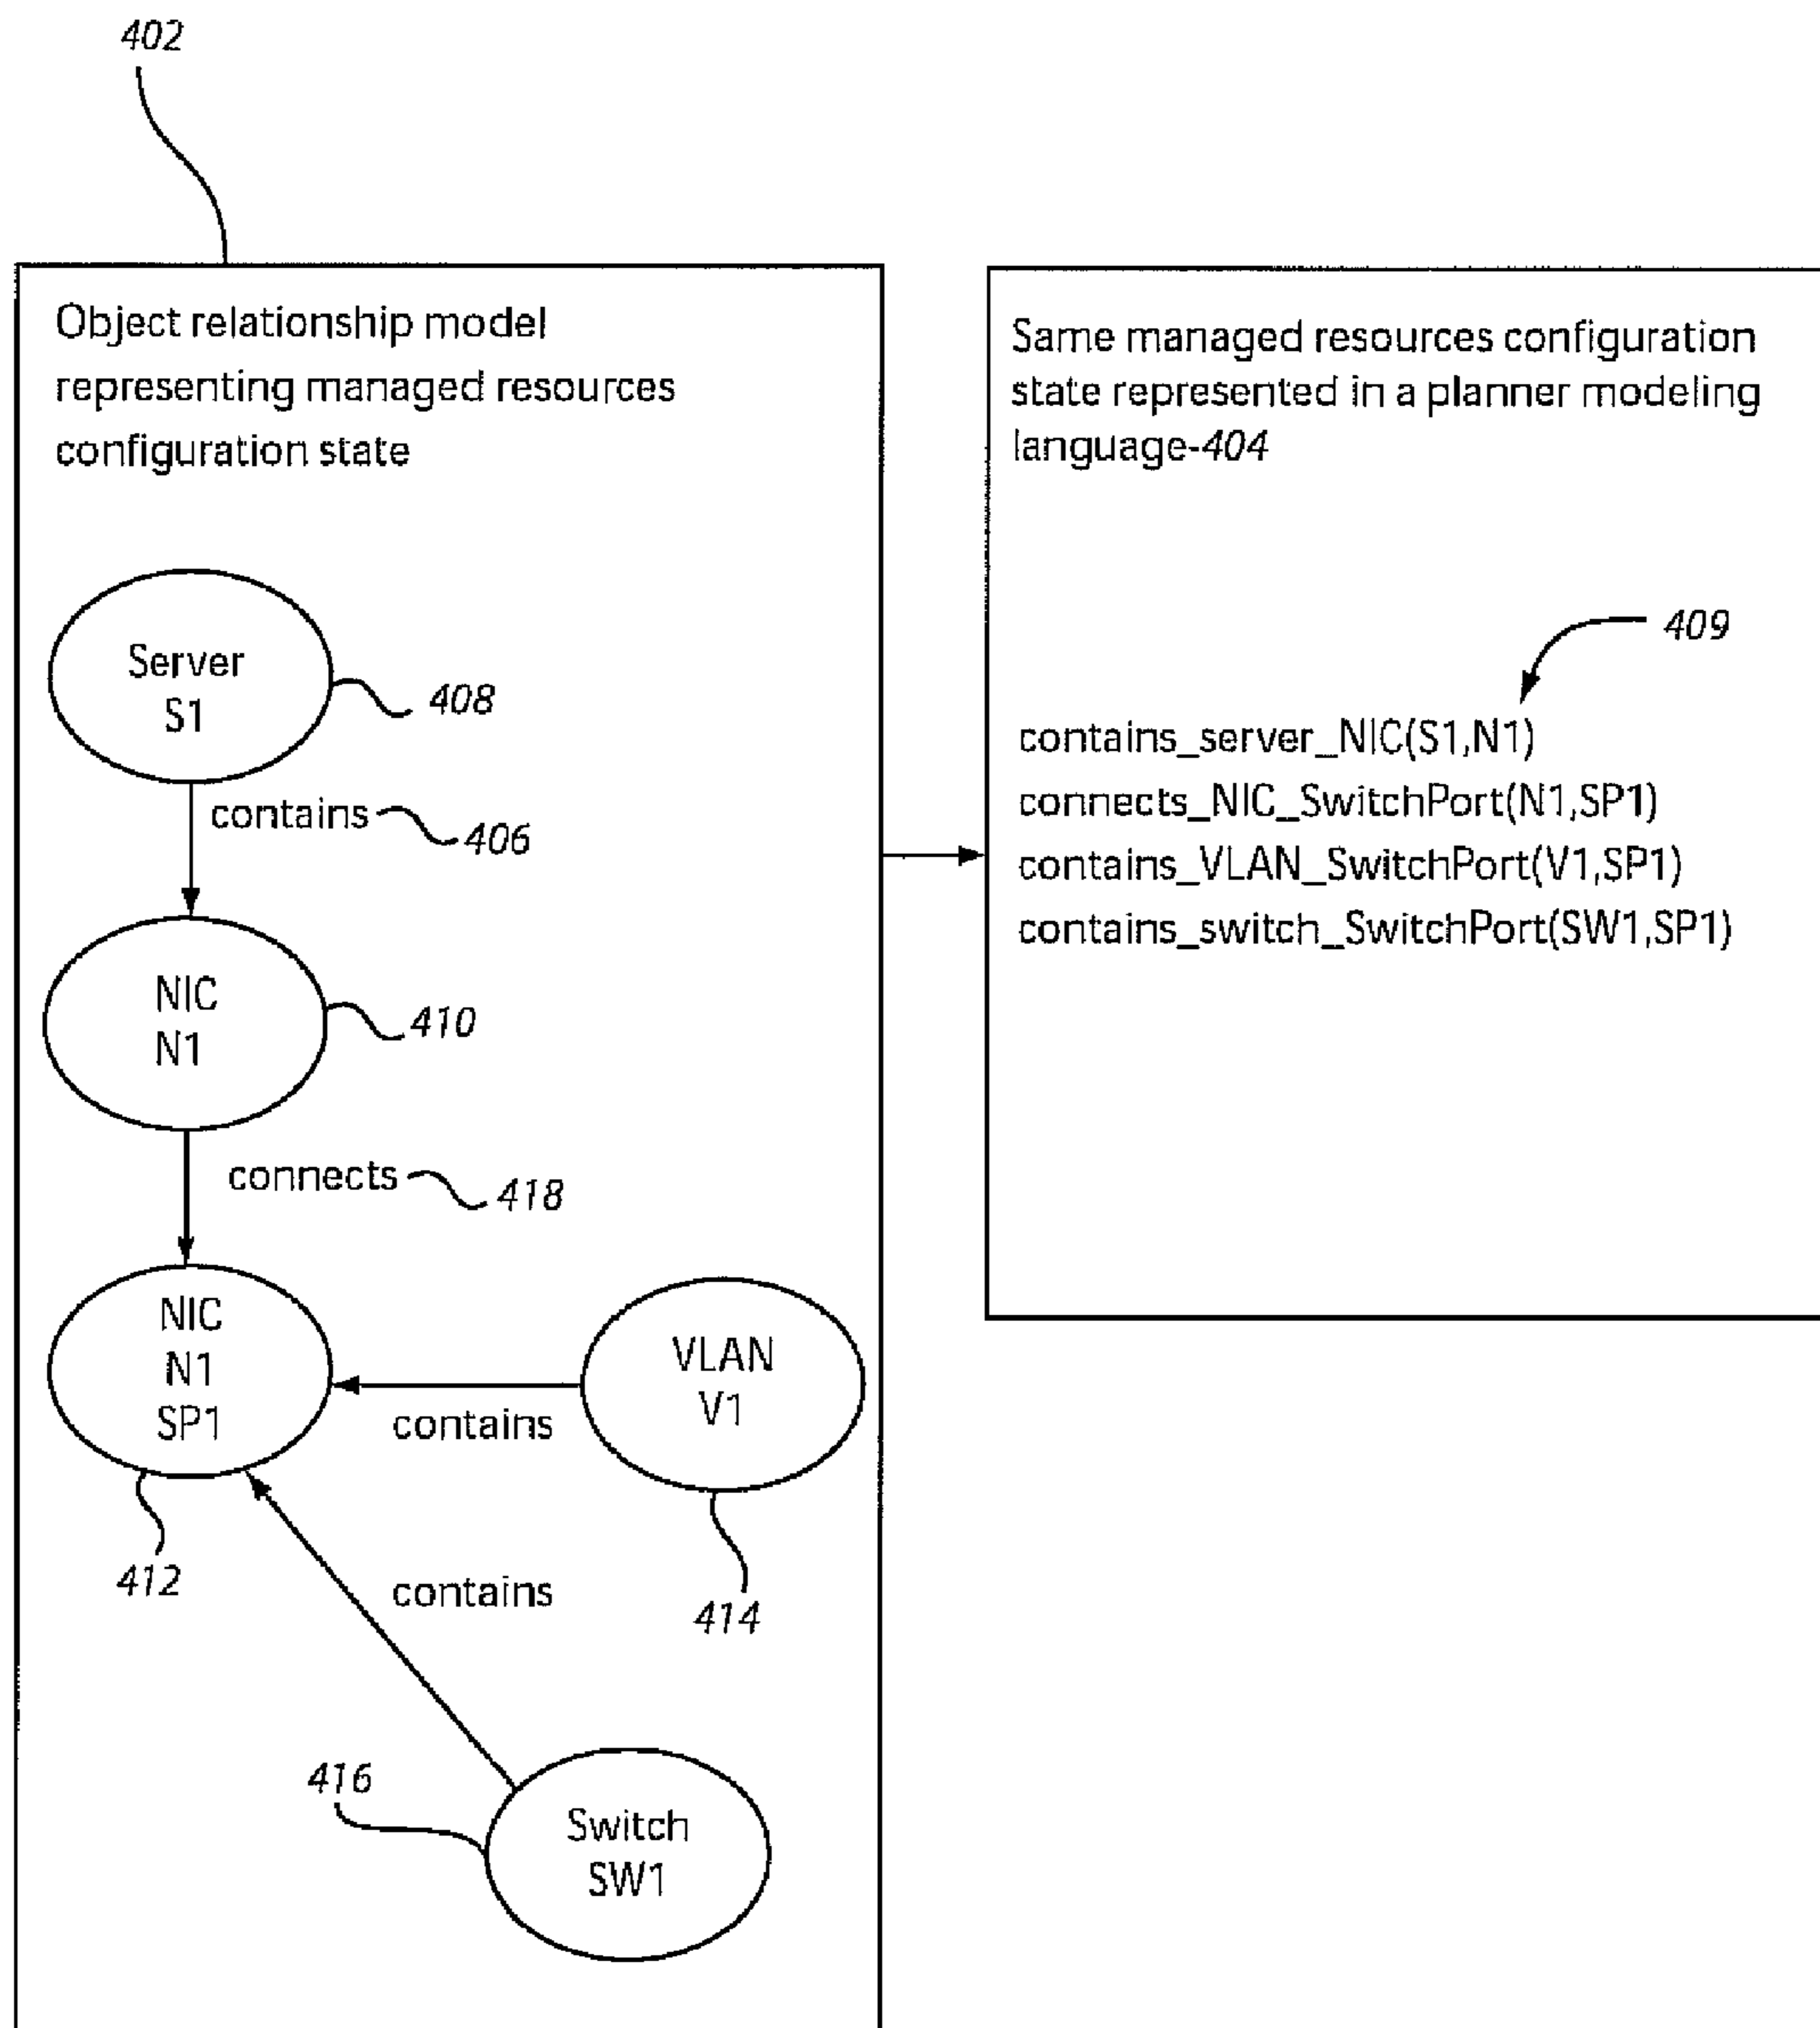 402
Object relationship model
representing managed resources
configuration state
Server
S1
408
contains
406
NIC
N1
410
connects
418
NIC
N1
SP1
412
contains
VLAN
V1
414
contains
416
Switch
SW1
Same managed resources configuration
state represented in a planner modeling
language-404
409
contains_server_NIC(S1,N1)
connects_NIC_SwitchPort(N1,SP1)
contains_VLAN_SwitchPort(V1,SP1)
contains_switch_SwitchPort(SW1,SP1)